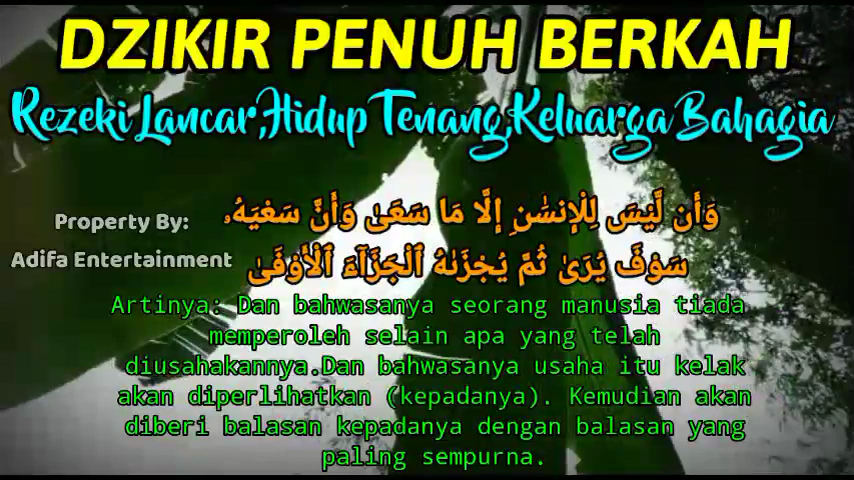 DZIKIR PENUH BERKAH
Rezeki Lancar,Hidup Tenang,Keluarga Bahagia
وَأَن لَّيْسَ لِلْإِنسَٰنِ إِلَّا مَا سَعَىٰ وَأَنَّ سَعْيَهُۥ
سَوْفَ يُرَىٰ ثُمَّ يُجْزَىٰهُ ٱلْجَزَآءَ ٱلْأَوْفَىٰ
Property By:
Adifa Entertainment
Artinya: Dan bahwasanya seorang manusia tiada
memperoleh selain apa yang telah
diusahakannya.Dan bahwasanya usaha itu kelak
akan diperlihatkan (kepadanya). Kemudian akan
diberi balasan kepadanya dengan balasan yang
paling sempurna.